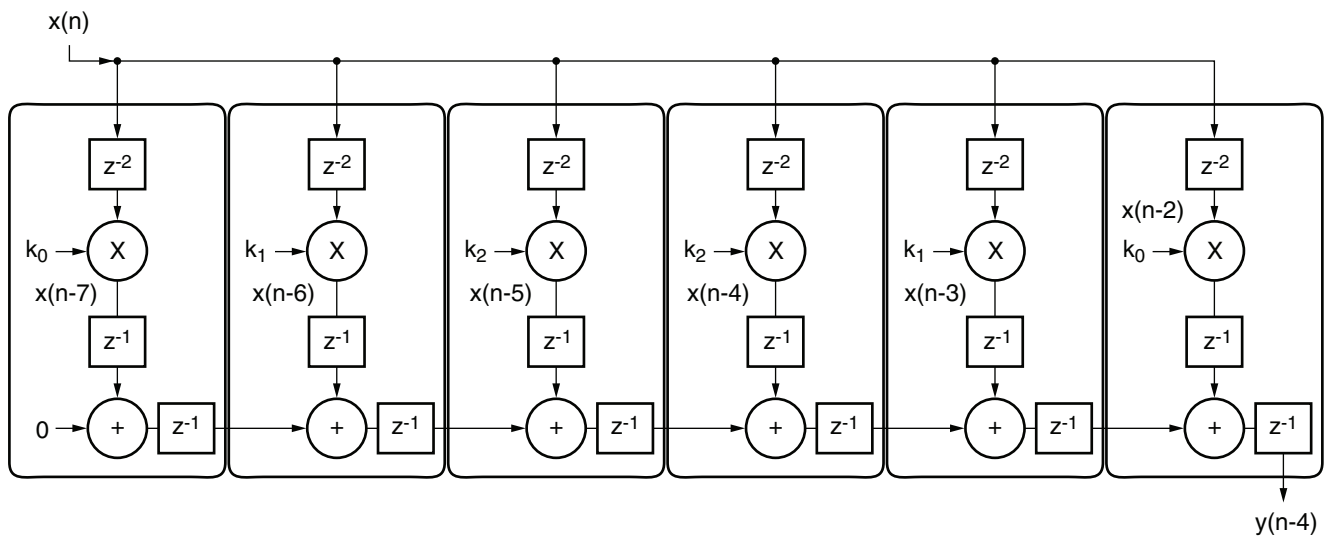 x(n)
z-2 z-2 z-2 z-2 z-2 z-2
x(n-2)
k0 X k1 X k2 X k2 X k1 X k0 X
x(n-7) x(n-6) x(n-5) x(n-4) x(n-3)
z-1 z-1 z-1 z-1 z-1 z-1
0 + z-1 + z-1 + z-1 + z-1 + z-1 + z-1
y(n-4)